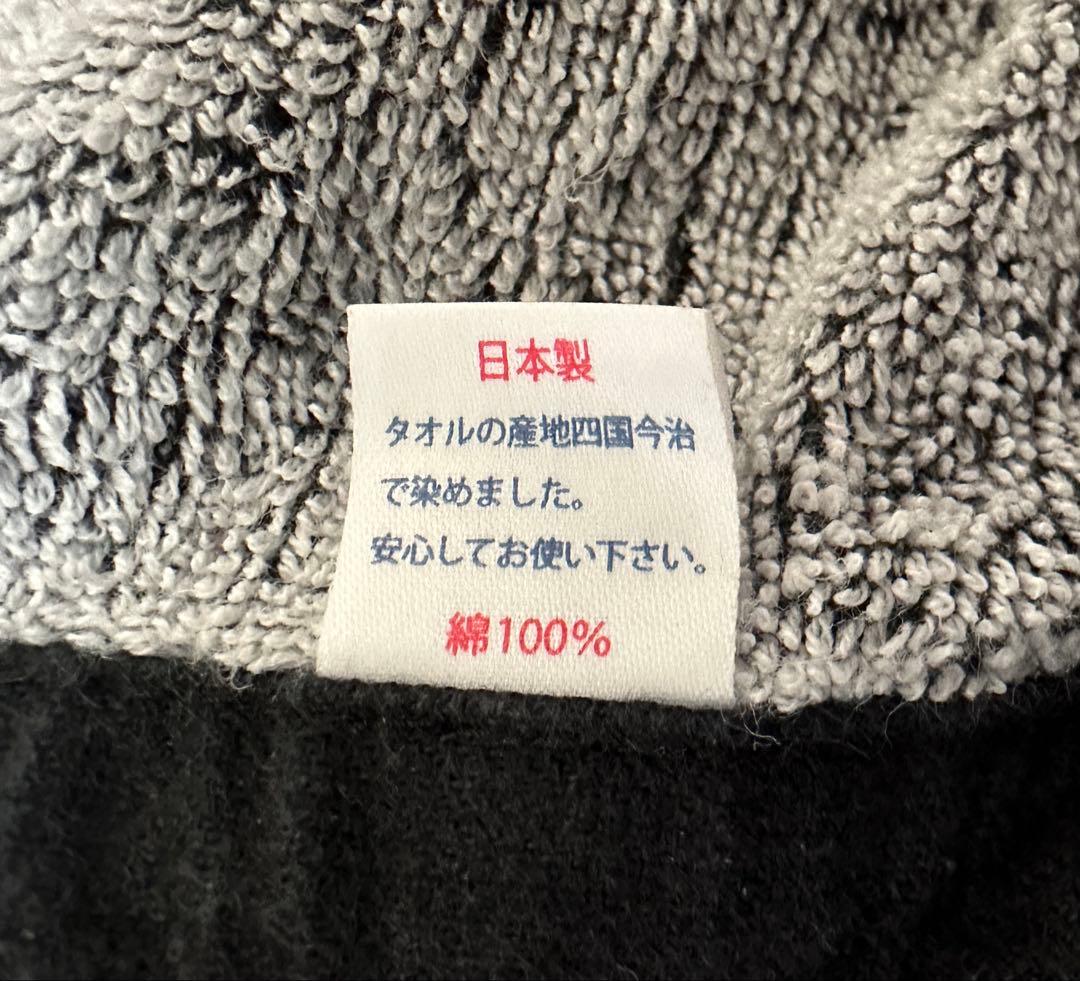 日本製
タオルの産地四国今治
で染めました。
安心してお使い下さい。
綿100%